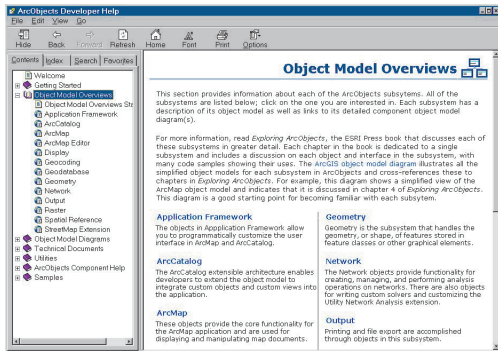 ArcObjects Developer Help
File Edit View Go
Hide Back Forward Refresh Home Font Print Options
Contents Index Search Favorites
Welcome
Getting Started
Object Model Overviews
Object Model Overviews Sta
Application Framework
ArcCatalog
ArcMap
ArcMap Editor
Display
Geocoding
Geodatabase
Geometry
Network
Output
Raster
Spatial Reference
StreetMap Extension
Object Model Diagrams
Technical Documents
Utilities
ArcObjects Component Help
Samples
Object Model Overviews
This section provides information about each of the ArcObjects subsytems. All of the
subsystems are listed below; click on the one you are interested in. Each subsystem has a
description of its object model as well as links to its detailed component object model
diagram(s).
For more information, read Exploring ArcObjects, the ESRI Press book that discusses each of
these subsystems in greater detail. Each chapter in the book is dedicated to a single
subsystem and includes a discussion on each object and interface in the subsystem, with
many code samples showing their uses. The ArcGIS object model diagram illustrates all the
simplified object models for each subsystem in ArcObjects and cross-references these to
chapters in Exploring ArcObjects. For example, this diagram shows a simplified view of the
ArcMap object model and indicates that it is discussed in chapter 4 of Exploring ArcObjects.
This diagram is a good starting point for becoming familiar with each subsytem.
Application Framework
The objects in Appplication Framework allow
you to programmatically customize the user
interface in ArcMap and ArcCatalog.
ArcCatalog
The ArcCatalog extensible architecture enables
developers to extend the object model to
integrate custom objects and custom views into
the application.
ArcMap
These objects provide the core functionality for
the ArcMap application and are used for
displaying and manipulating map documents.
Geometry
Geometry is the subsystem that handles the
geometry, or shape, of features stored in
feature classes or other graphical elements.
Network
The Network objects provide functionality for
creating, managing, and performing analysis
operations on networks. There are also objects
for writing custom solvers and customizing the
Utility Network Analysis extension.
Output
Printing and file export are accomplished
through objects in this subsystem.